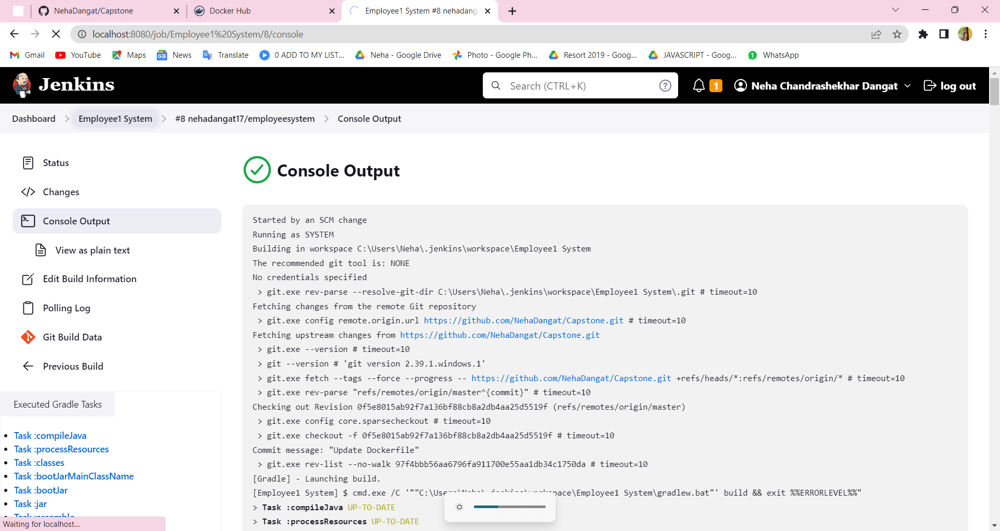 NehaDangat/Capstone
Docker Hub
Employee1 System #8 nehadang
localhost:8080/job/Employee1%20System/8/console
Gmail
YouTube
Maps
News
Translate
0 ADD TO MY LIST...
Neha - Google Drive
Photo - Google Ph...
Resort 2019 - Goog...
JAVASCRIPT - Goog...
1
WhatsApp
Jenkins
Search (CTRL+K)
?
1
Neha Chandrashekhar Dangat
log out
Dashboard
Employee1 System
#8 nehadangat17/employeesystem
Console Output
Status
Changes
Console Output
View as plain text
Edit Build Information
Polling Log
Git Build Data
Previous Build
Executed Gradle Tasks
Task :compileJava
Task :processResources
Task :classes
Task :bootJarMainClassName
Task :bootJar
Task :jar
Task :assemble
Waiting for localhost...
Console Output
Started by an SCM change
Running as SYSTEM
Building in workspace C:\Users\Neha\.jenkins\workspace\Employee1 System
The recommended git tool is: NONE
No credentials specified
> git.exe rev-parse --resolve-git-dir C:\Users\Neha\.jenkins\workspace\Employee1 System\.git # timeout=10
Fetching changes from the remote Git repository
> git.exe config remote.origin.url https://github.com/NehaDangat/Capstone.git # timeout=10
Fetching upstream changes from https://github.com/NehaDangat/Capstone.git
> git.exe --version # timeout=10
> git --version # 'git version 2.39.1.windows.1'
> git.exe fetch --tags --force --progress -- https://github.com/NehaDangat/Capstone.git +refs/heads/*:refs/remotes/origin/* # timeout=10
> git.exe rev-parse "refs/remotes/origin/master^{commit}" # timeout=10
Checking out Revision 0f5e8015ab92f7a136bf88cb8a2db4aa25d5519f (refs/remotes/origin/master)
> git.exe config core.sparsecheckout # timeout=10
> git.exe checkout -f 0f5e8015ab92f7a136bf88cb8a2db4aa25d5519f # timeout=10
Commit message: "Update Dockerfile"
> git.exe rev-list --no-walk 97f4bbb56aa6796fa911700e55aa1db34c1750da # timeout=10
[Gradle] - Launching build.
[Employee1 System] $ cmd.exe /C '""C:\Users\Neha\.jenkins\workspace\Employee1 System\gradlew.bat"' build && exit %%ERRORLEVEL%%"
> Task :compileJava UP-TO-DATE
> Task :processResources UP-TO-DATE